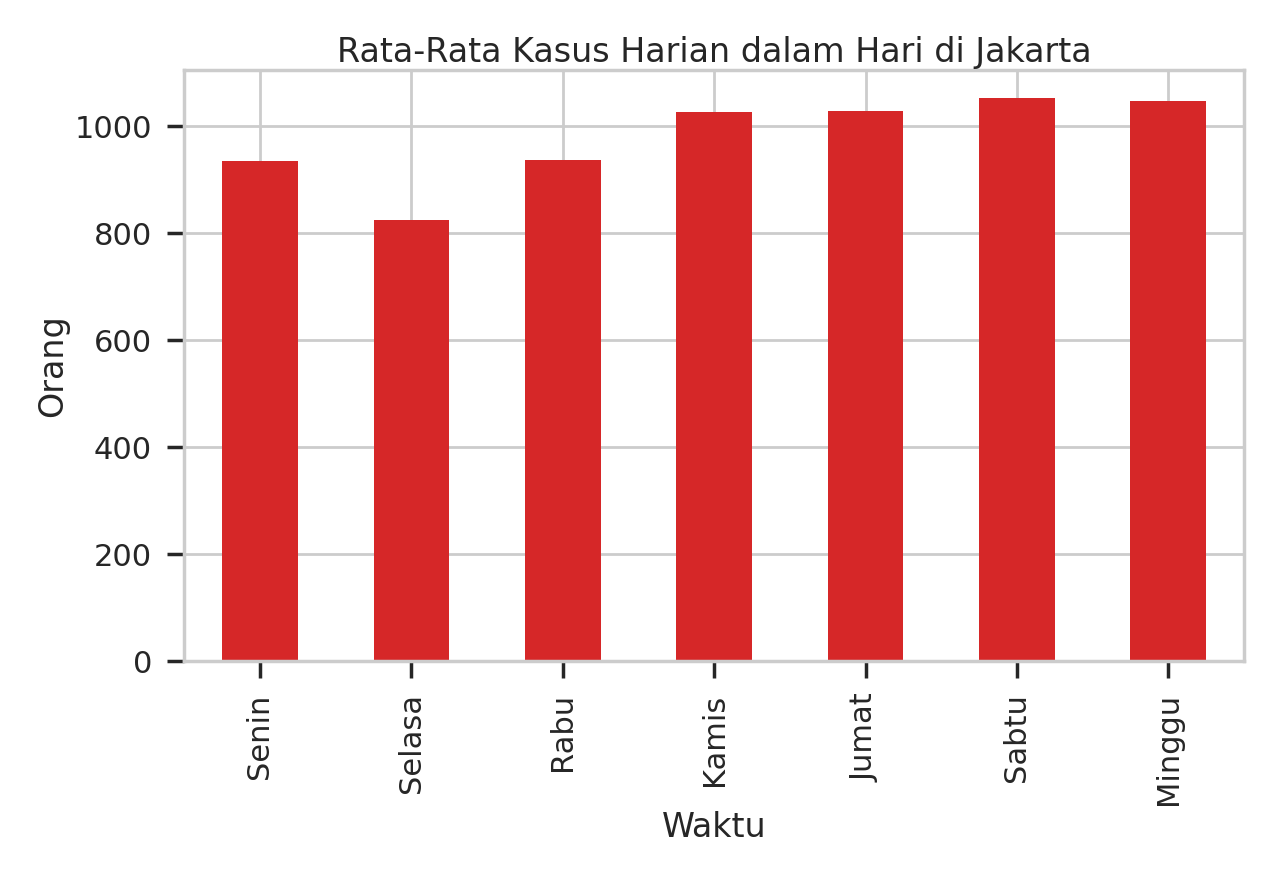 Rata-Rata Kasus Harian dalam Hari di Jakarta
1000
800
600
400
200
0
Orang
Senin
Selasa
Rabu
Kamis
Jumat
Sabtu
Minggu
Waktu